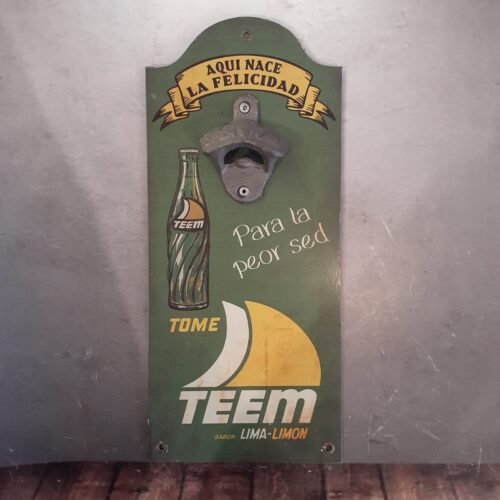 AQUI NACE
LA FELICIDAD
TEEM
Para la
peor sed
TOME
TEEM
SABOR LIMA-LIMON